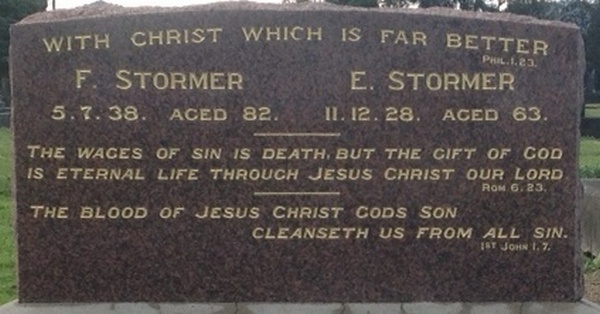 WITH CHRIST WHICH IS FAR BETTER
PHIL.1.23.
F. STORMER E. STORMER
5.7.38. AGED 82. 11.12.28. AGED 63.
THE WAGES OF SIN IS DEATH, BUT THE GIFT OF GOD
IS ETERNAL LIFE THROUGH JESUS CHRIST OUR LORD
ROM 6.23.
THE BLOOD OF JESUS CHRIST GODS SON
CLEANSETH US FROM ALL SIN.
1ST JOHN 1.7.